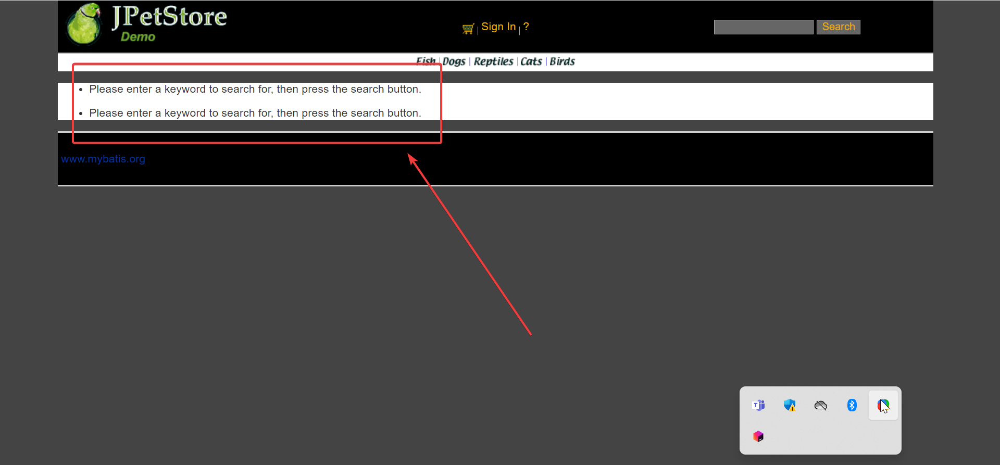 JPetStore
Demo
Sign In | ?
Search
Fish | Dogs | Reptiles | Cats | Birds
• Please enter a keyword to search for, then press the search button.
• Please enter a keyword to search for, then press the search button.
www.mybatis.org
T